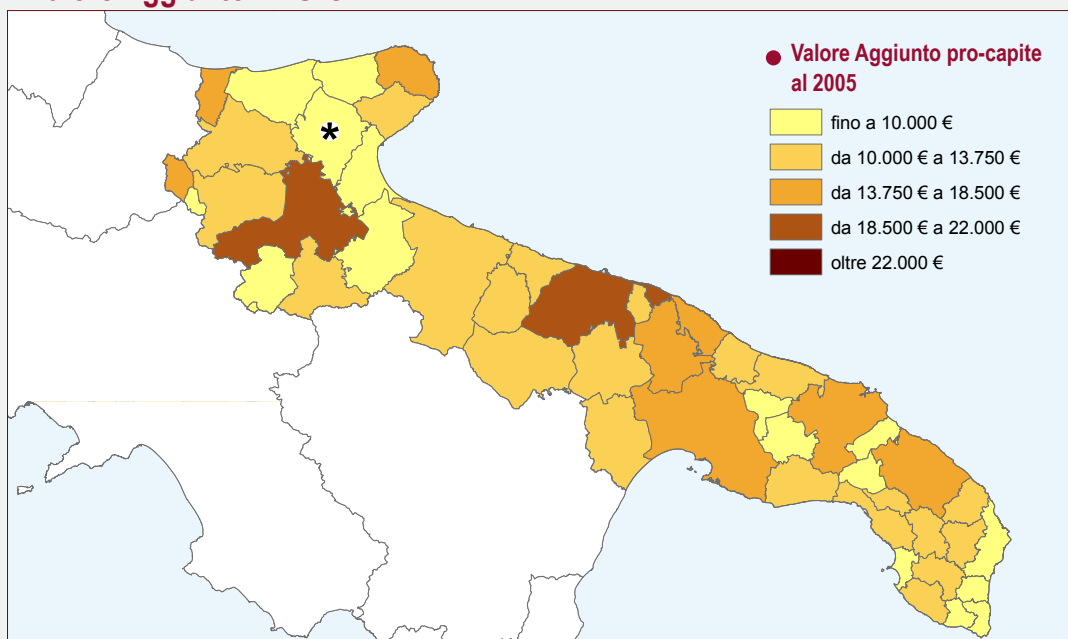 Valore Aggiunto pro-capite
al 2005
fino a 10.000 €
da 10.000 € a 13.750 €
da 13.750 € a 18.500 €
da 18.500 € a 22.000 €
oltre 22.000 €
*